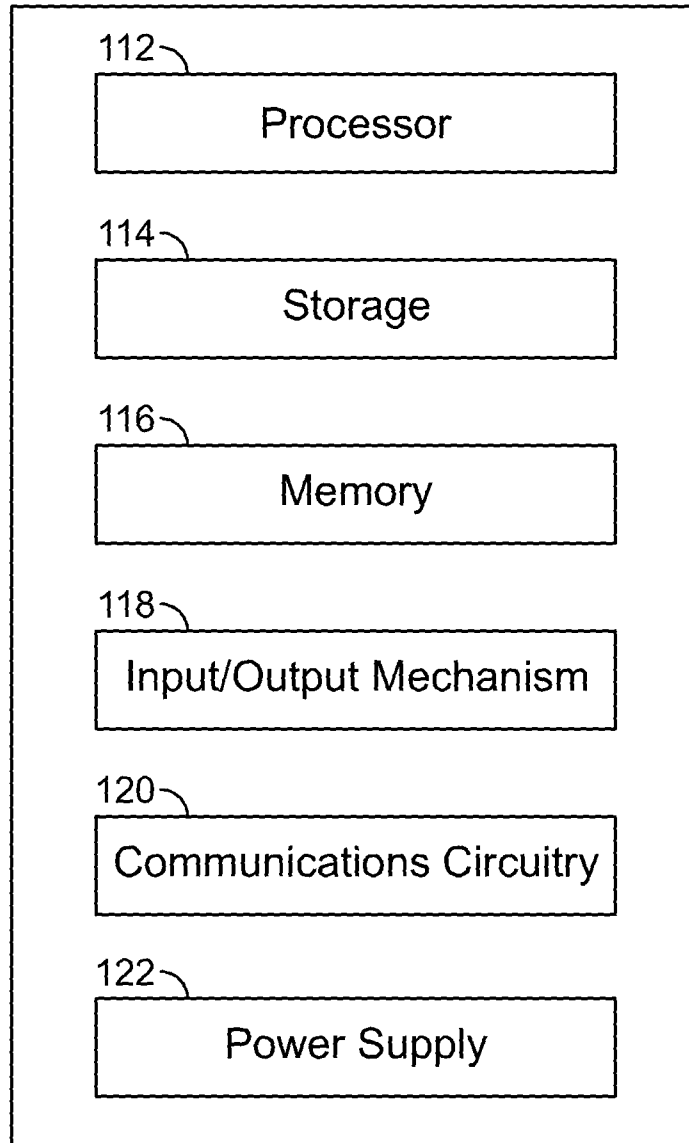 112
Processor
114
Storage
116
Memory
118
Input/Output Mechanism
120
Communications Circuitry
122
Power Supply